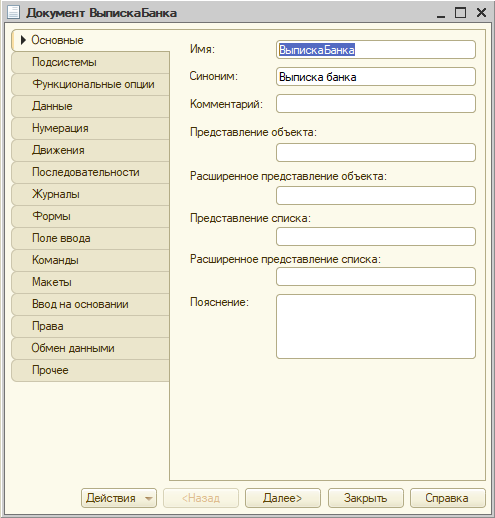 Документ ВыпискаБанка
Основные
Подсистемы
Функциональные опции
Данные
Нумерация
Движения
Последовательности
Журналы
Формы
Поле ввода
Команды
Макеты
Ввод на основании
Права
Обмен данными
Прочее
Имя: ВыпискаБанка
Синоним: Выписка банка
Комментарий:
Представление объекта:
Расширенное представление объекта:
Представление списка:
Расширенное представление списка:
Пояснение:
Действия <Назад Далее> Закрыть Справка